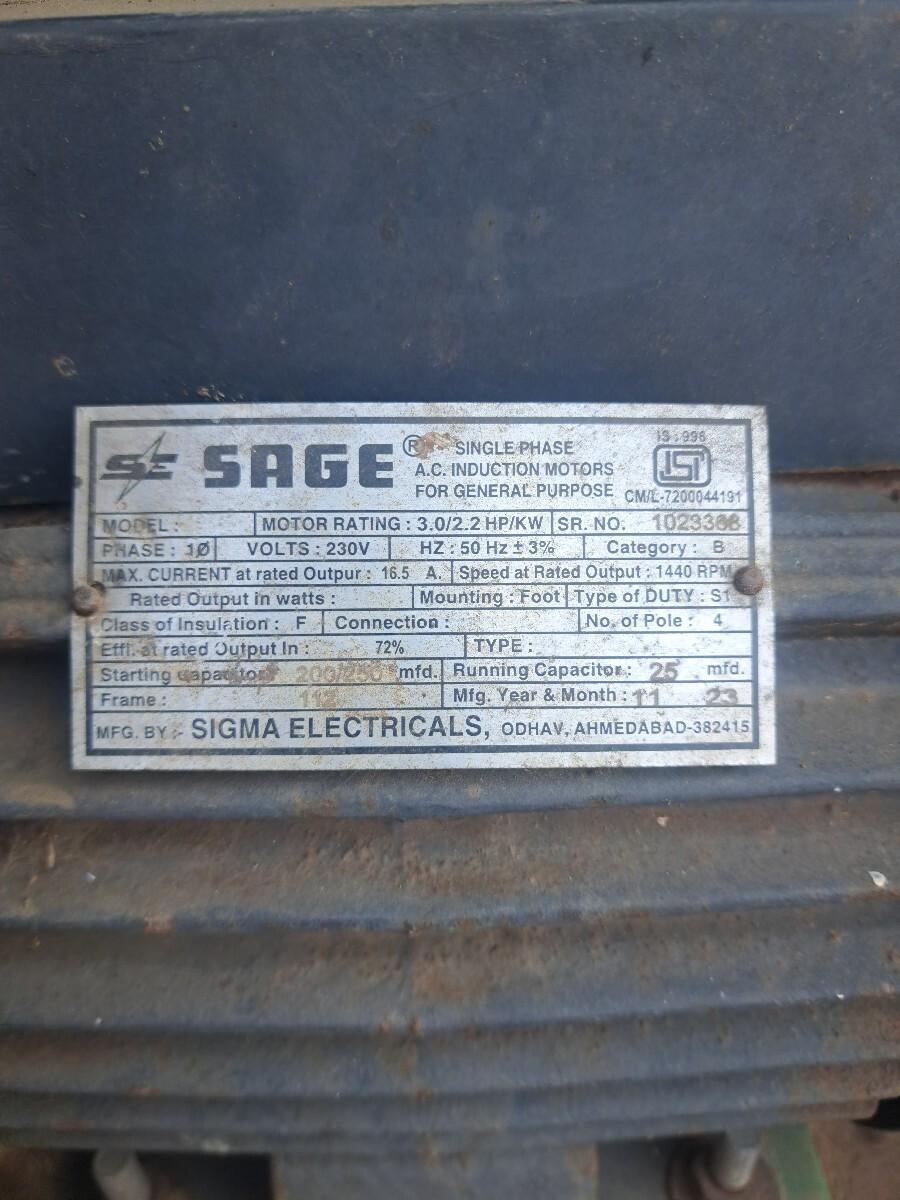 SE SAGE ® SINGLE PHASE
A.C. INDUCTION MOTORS
FOR GENERAL PURPOSE
IS : 996
ISI
CM/L-7200044191
MODEL : MOTOR RATING : 3.0/2.2 HP/KW SR. NO.
PHASE : 1Ø VOLTS : 230V HZ : 50 Hz ± 3% Category : B
MAX. CURRENT at rated Outpur : 16.5 A. Speed at Rated Output : 1440 RPM
Rated Output in watts : Mounting : Foot Type of DUTY : S1
Class of Insulation : F Connection : No. of Pole : 4
Effi. at rated Output In : 72% TYPE :
Starting capacitor 200/250 mfd. Running Capacitor : 25 mfd.
Frame : 112 Mfg. Year & Month : 11 23
MFG. BY :- SIGMA ELECTRICALS, ODHAV, AHMEDABAD-382415